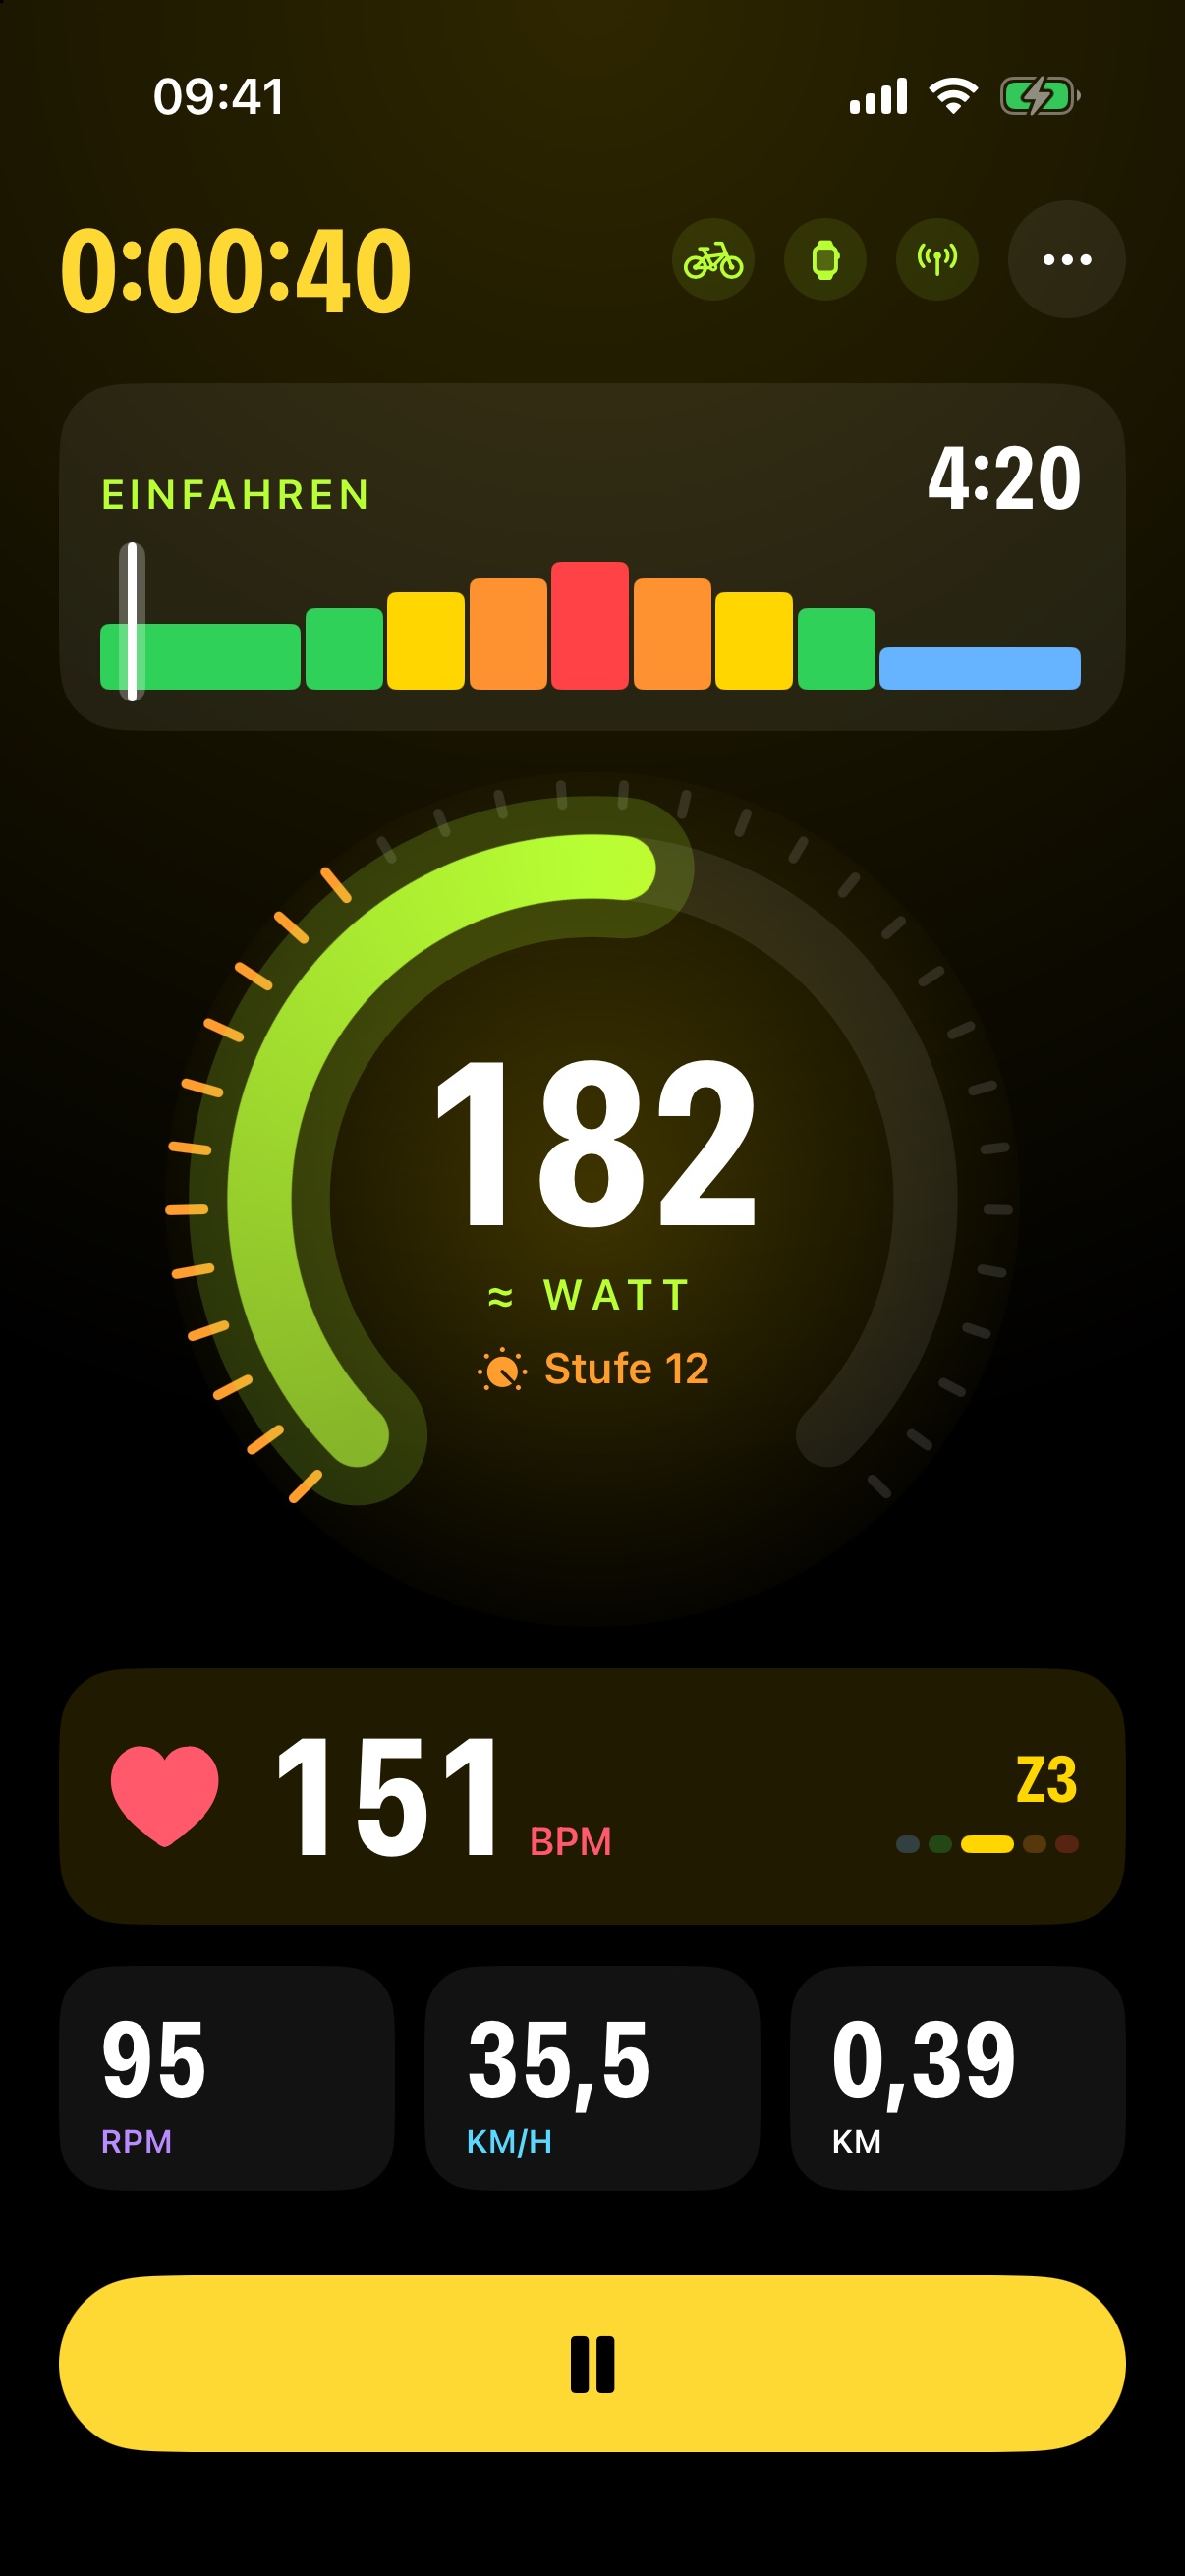 09:41
0:00:40
EINFAHREN 4:20
182
≈ WATT
Stufe 12
151 BPM Z3
95 35,5 0,39
RPM KM/H KM